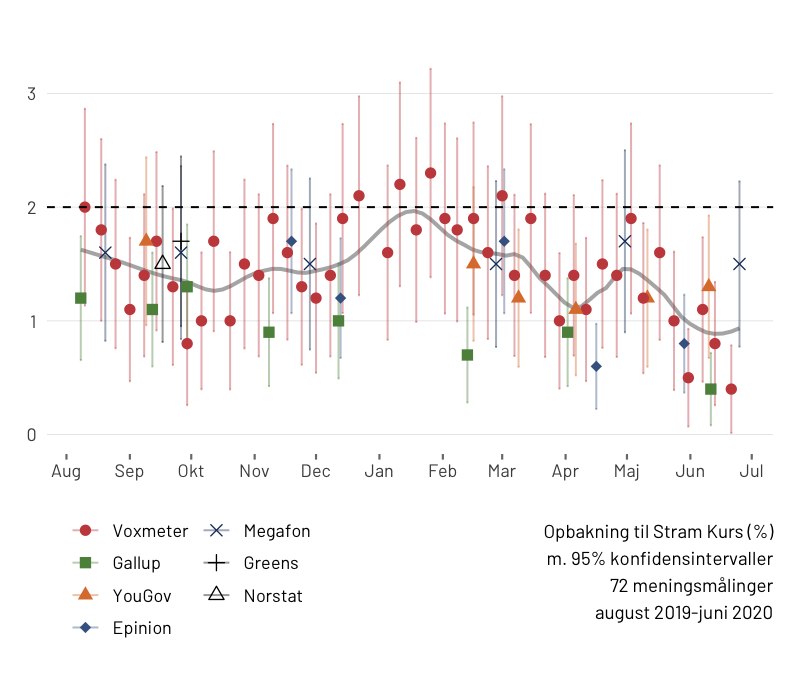 3
2
1
0
Aug Sep Okt Nov Dec Jan Feb Mar Apr Maj Jun Jul
Voxmeter Megafon
Gallup Greens
YouGov Norstat
Epinion
Opbakning til Stram Kurs (%)
m. 95% konfidensintervaller
72 meningsmålinger
august 2019-juni 2020